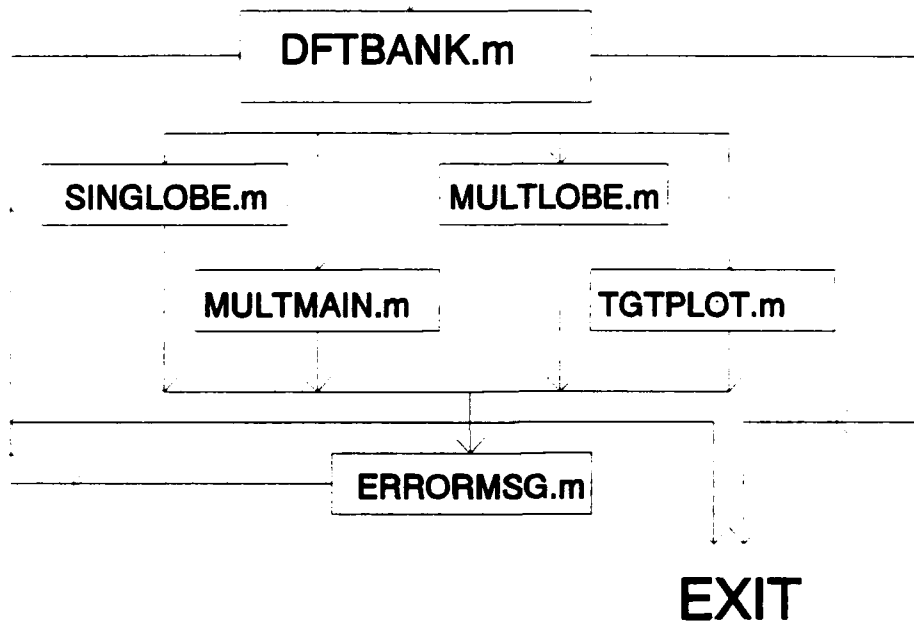 DFTBANK.m
SINGLOBE.m
MULTLOBE.m
MULTMAIN.m
TGTPLOT.m
ERRORMSG.m
EXIT